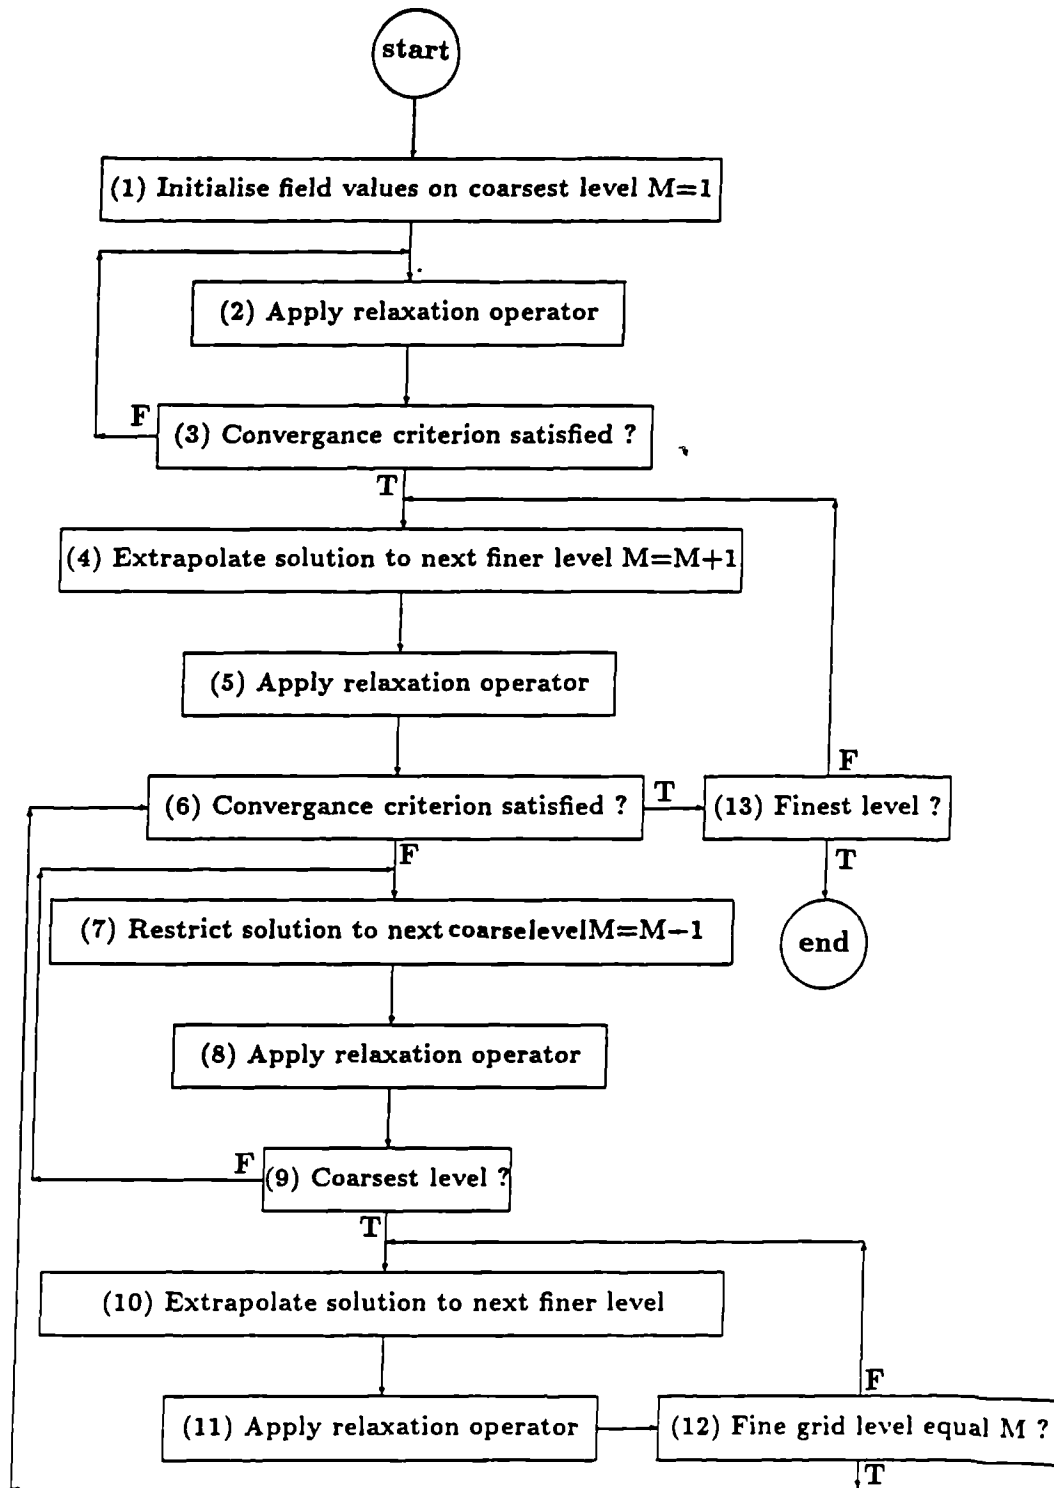 start
(1) Initialise field values on coarsest level M=1
(2) Apply relaxation operator
F
(3) Convergance criterion satisfied ?
T
(4) Extrapolate solution to next finer level M=M+1
(5) Apply relaxation operator
F
(6) Convergance criterion satisfied ?
T
(13) Finest level ?
F
T
(7) Restrict solution to next coarse level M=M−1
end
(8) Apply relaxation operator
F
(9) Coarsest level ?
T
(10) Extrapolate solution to next finer level
F
(11) Apply relaxation operator
(12) Fine grid level equal M ?
T